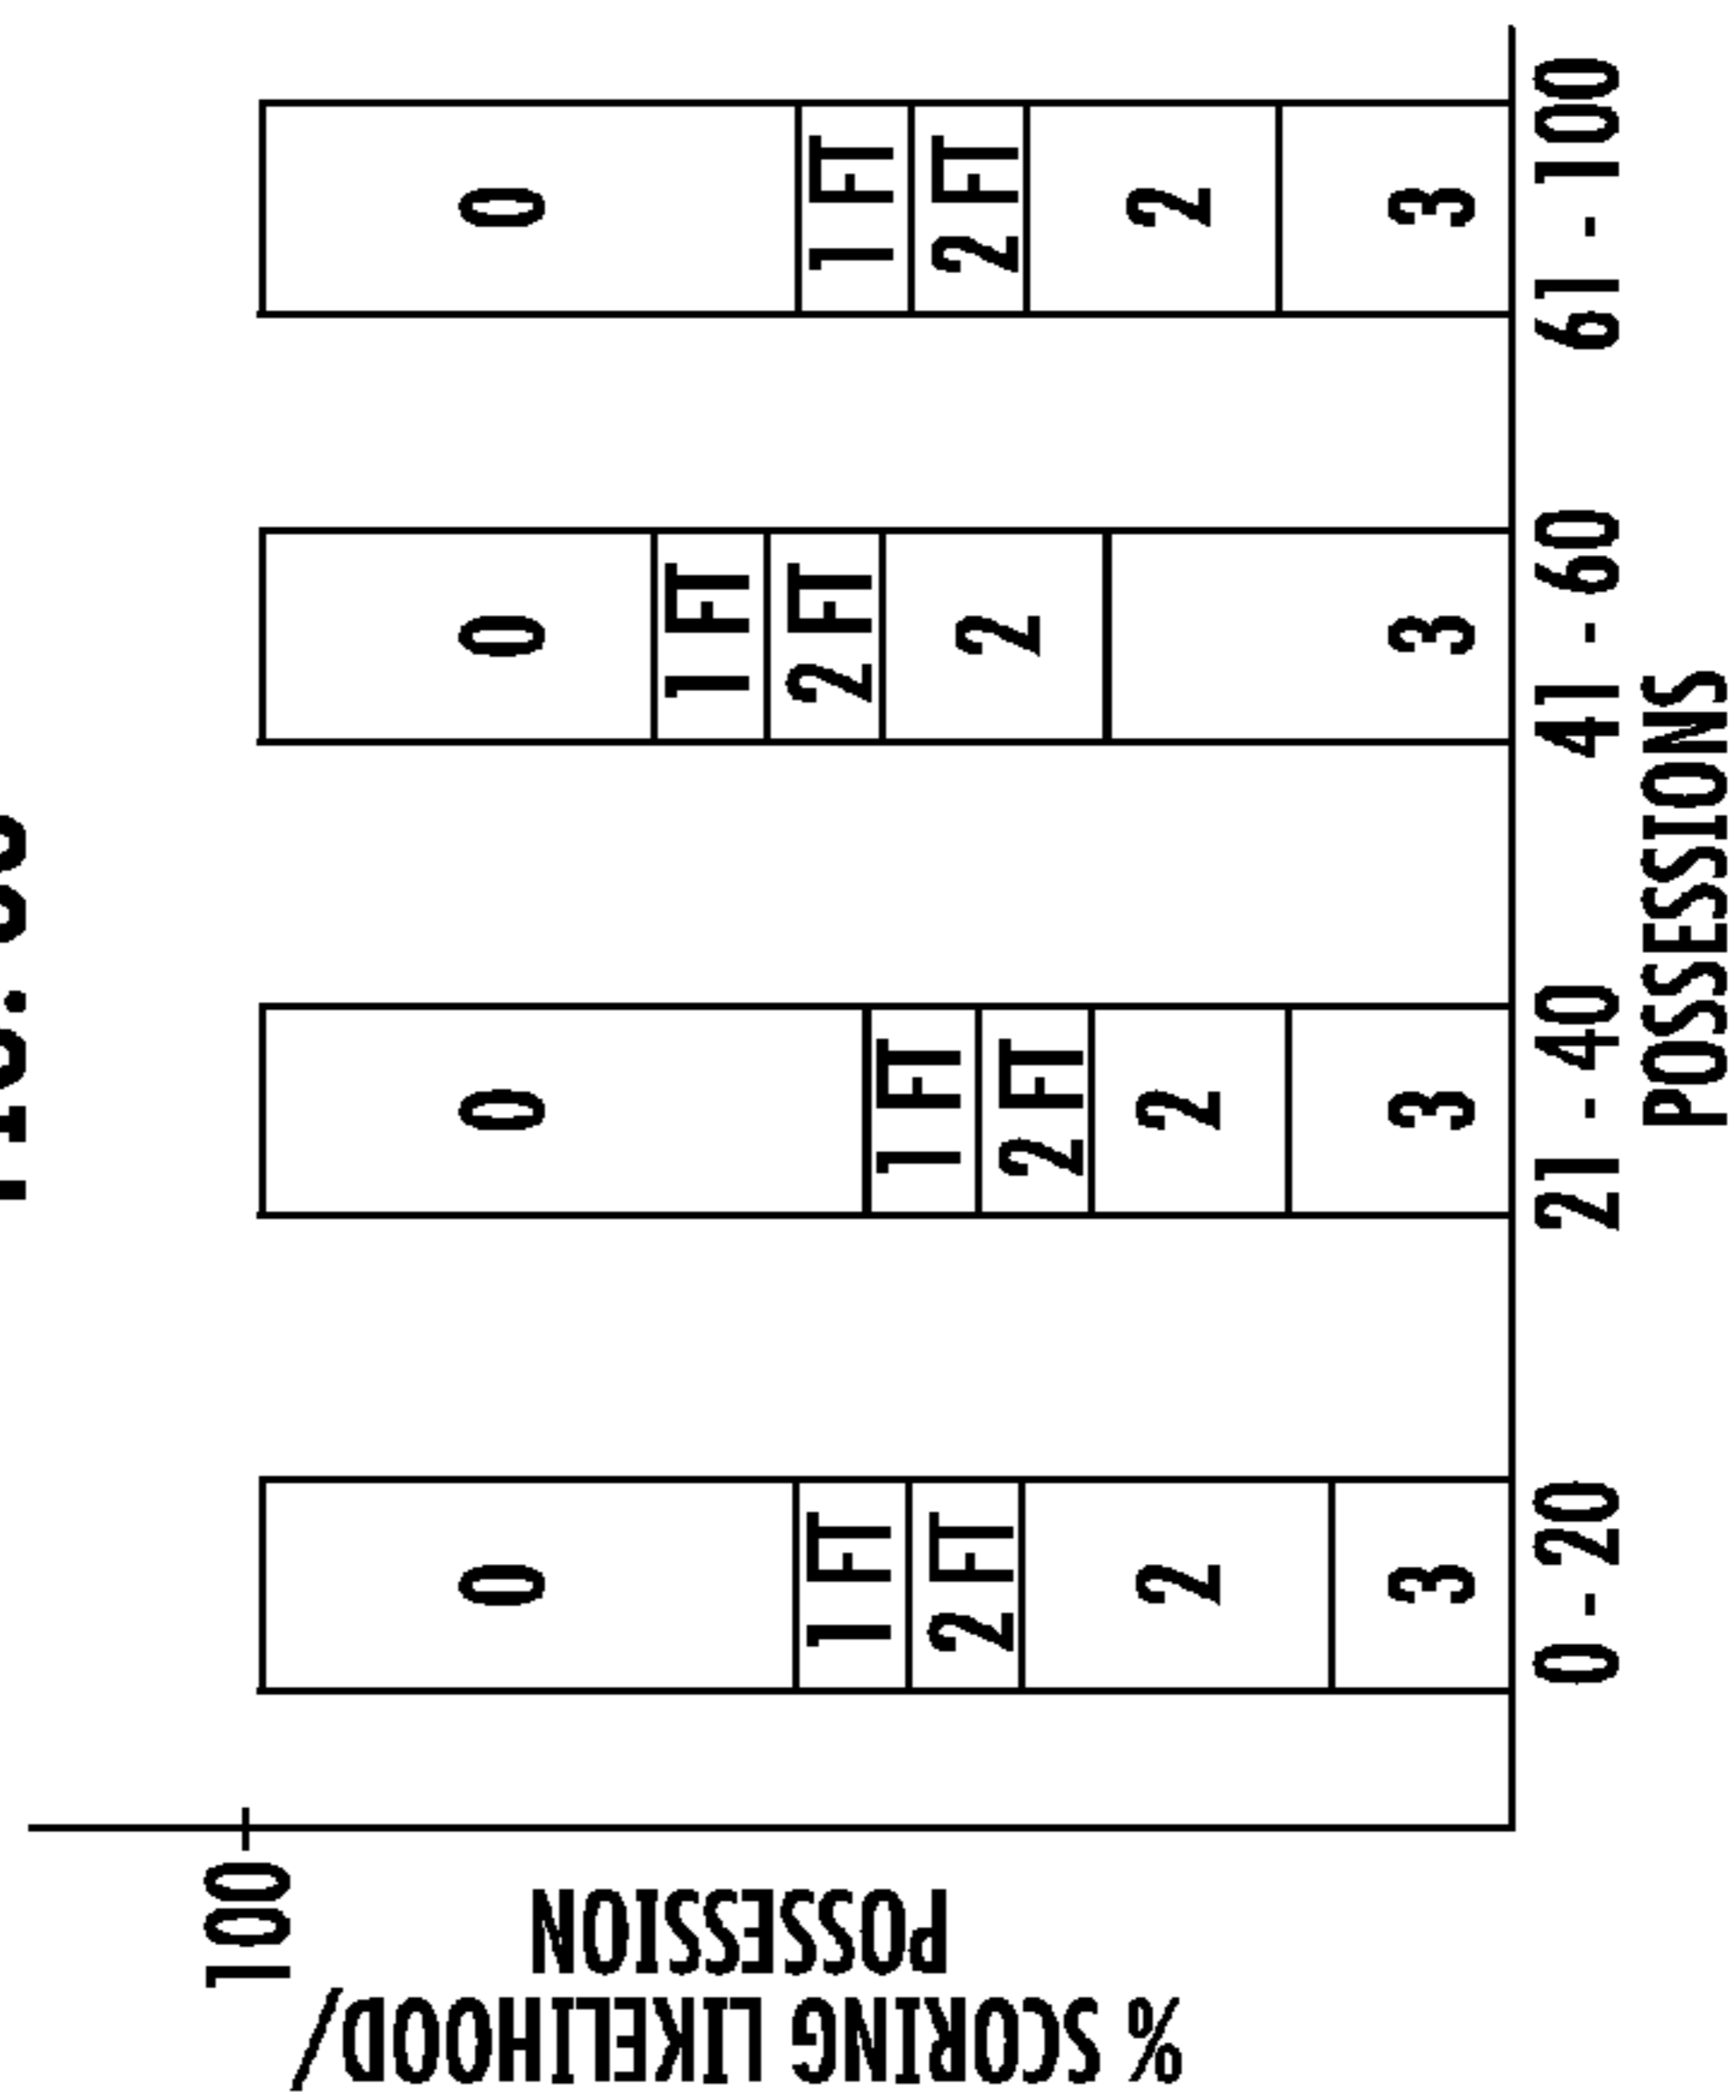 100
% SCORING LIKELIHOOD/
POSSESSION
0
1 FT
2 FT
2
3
0
1 FT
2 FT
2
3
0
1 FT
2 FT
2
3
0
1 FT
2 FT
2
3
0 - 20
21 - 40
41 - 60
61 - 100
POSSESSIONS